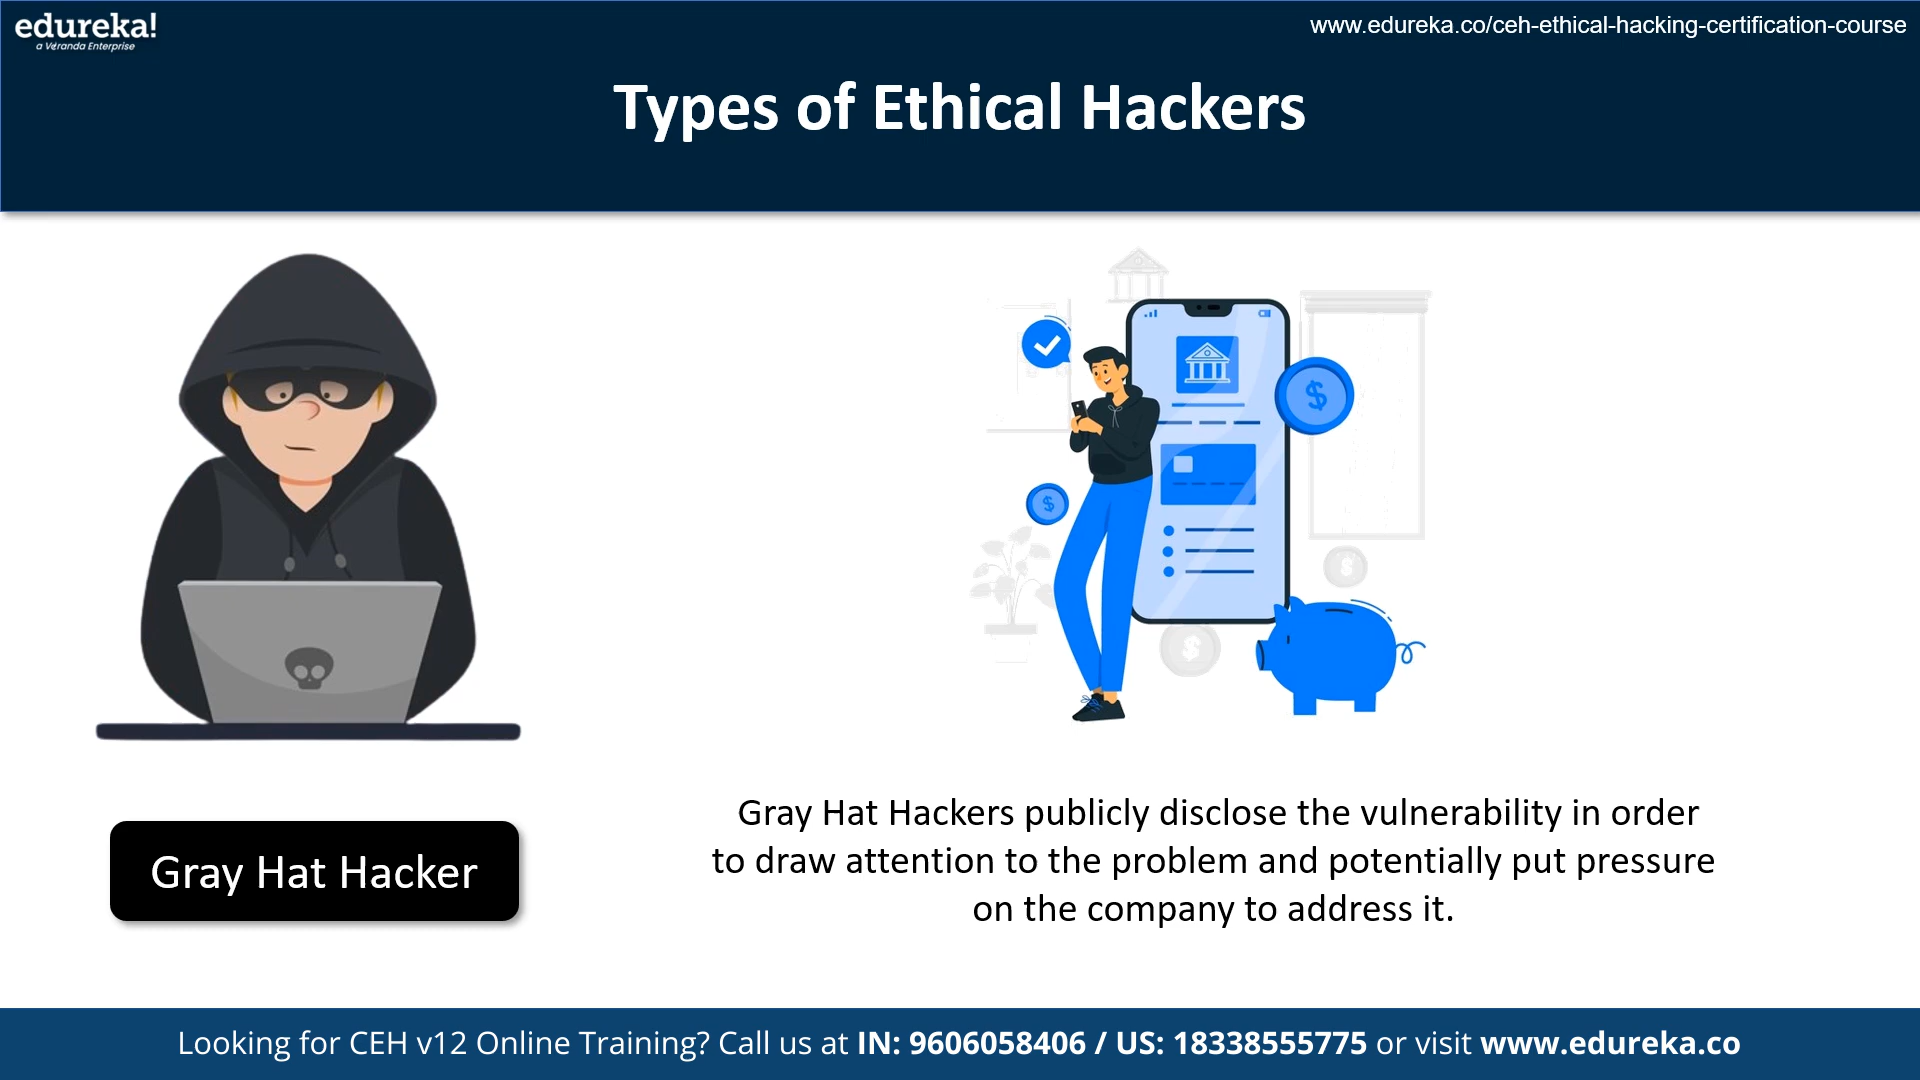 edureka!
a Veranda Enterprise
www.edureka.co/ceh-ethical-hacking-certification-course
Types of Ethical Hackers
Gray Hat Hacker
Gray Hat Hackers publicly disclose the vulnerability in order
to draw attention to the problem and potentially put pressure
on the company to address it.
Looking for CEH v12 Online Training? Call us at IN: 9606058406 / US: 18338555775 or visit www.edureka.co